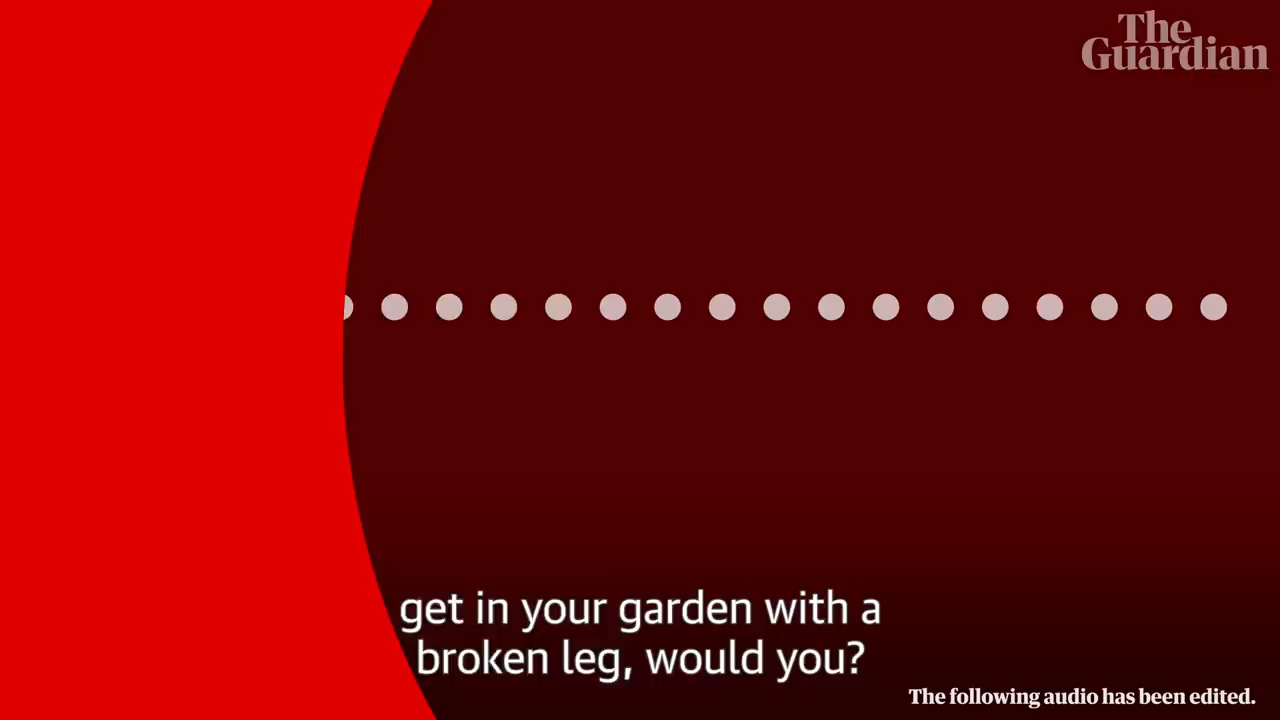 The
Guardian
get in your garden with a
broken leg, would you?
The following audio has been edited.